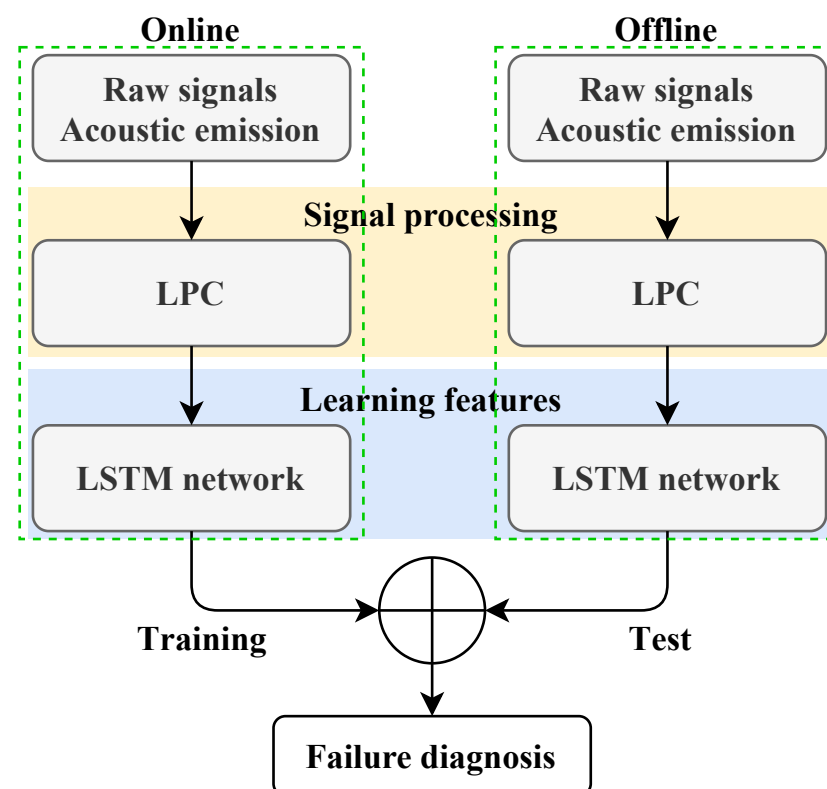 Online
Offline
Raw signals
Acoustic emission
Raw signals
Acoustic emission
Signal processing
LPC
LPC
Learning features
LSTM network
LSTM network
Training
Test
Failure diagnosis